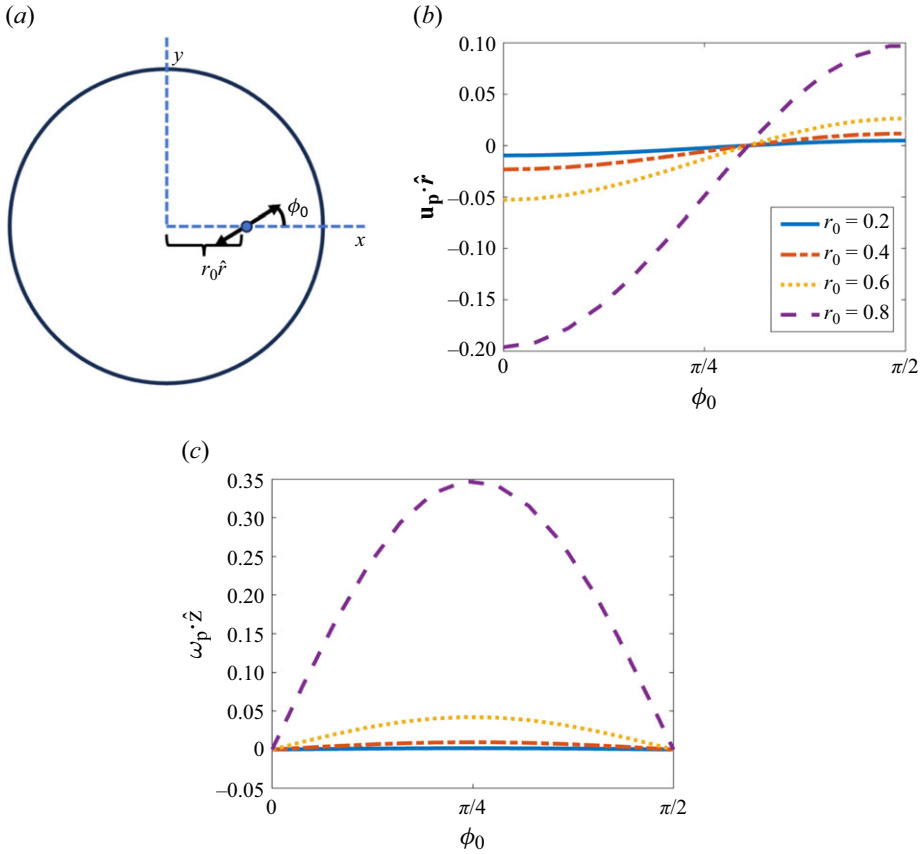 (a)
y
ϕ0
x
r0r̂
(b)
0.10
0.05
0
−0.05
−0.10
−0.15
−0.20
up·r̂
r0 = 0.2
r0 = 0.4
r0 = 0.6
r0 = 0.8
0
π/4
π/2
ϕ0
(c)
0.35
0.30
0.25
0.20
0.15
0.10
0.05
0
−0.05
ωp·ẑ
0
π/4
π/2
ϕ0